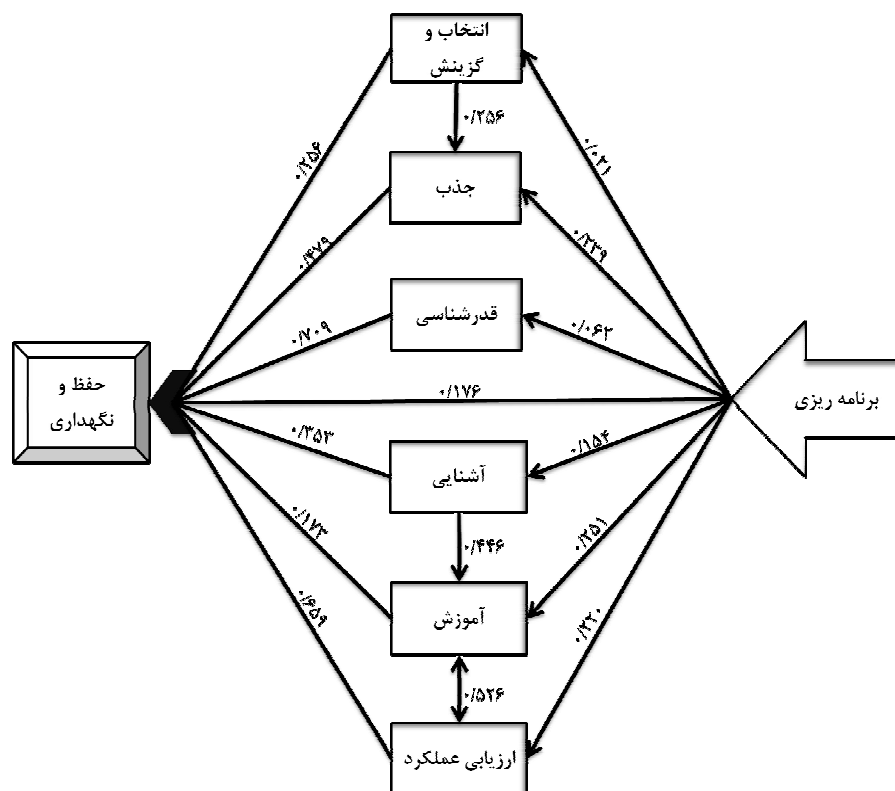 انتخاب و
گزینش
۰/۲۵۶
۰/۰۲۱
۰/۲۵۶
جذب
۰/۲۳۹
۰/۴۷۹
قدرشناسی
۰/۰۶۲
۰/۷۰۹
برنامه ریزی
۰/۱۷۶
حفظ و
نگهداری
۰/۱۵۴
۰/۳۵۳
آشنایی
۰/۲۵۱
۰/۴۴۶
۰/۱۷۳
آموزش
۰/۲۲۰
۰/۶۵۹
۰/۵۲۶
ارزیابی عملکرد